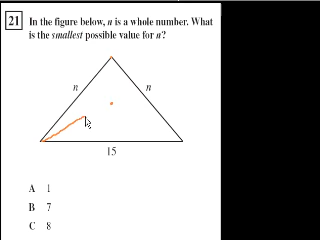 21 In the figure below, n is a whole number. What
is the smallest possible value for n?
n n
15
A 1
B 7
C 8